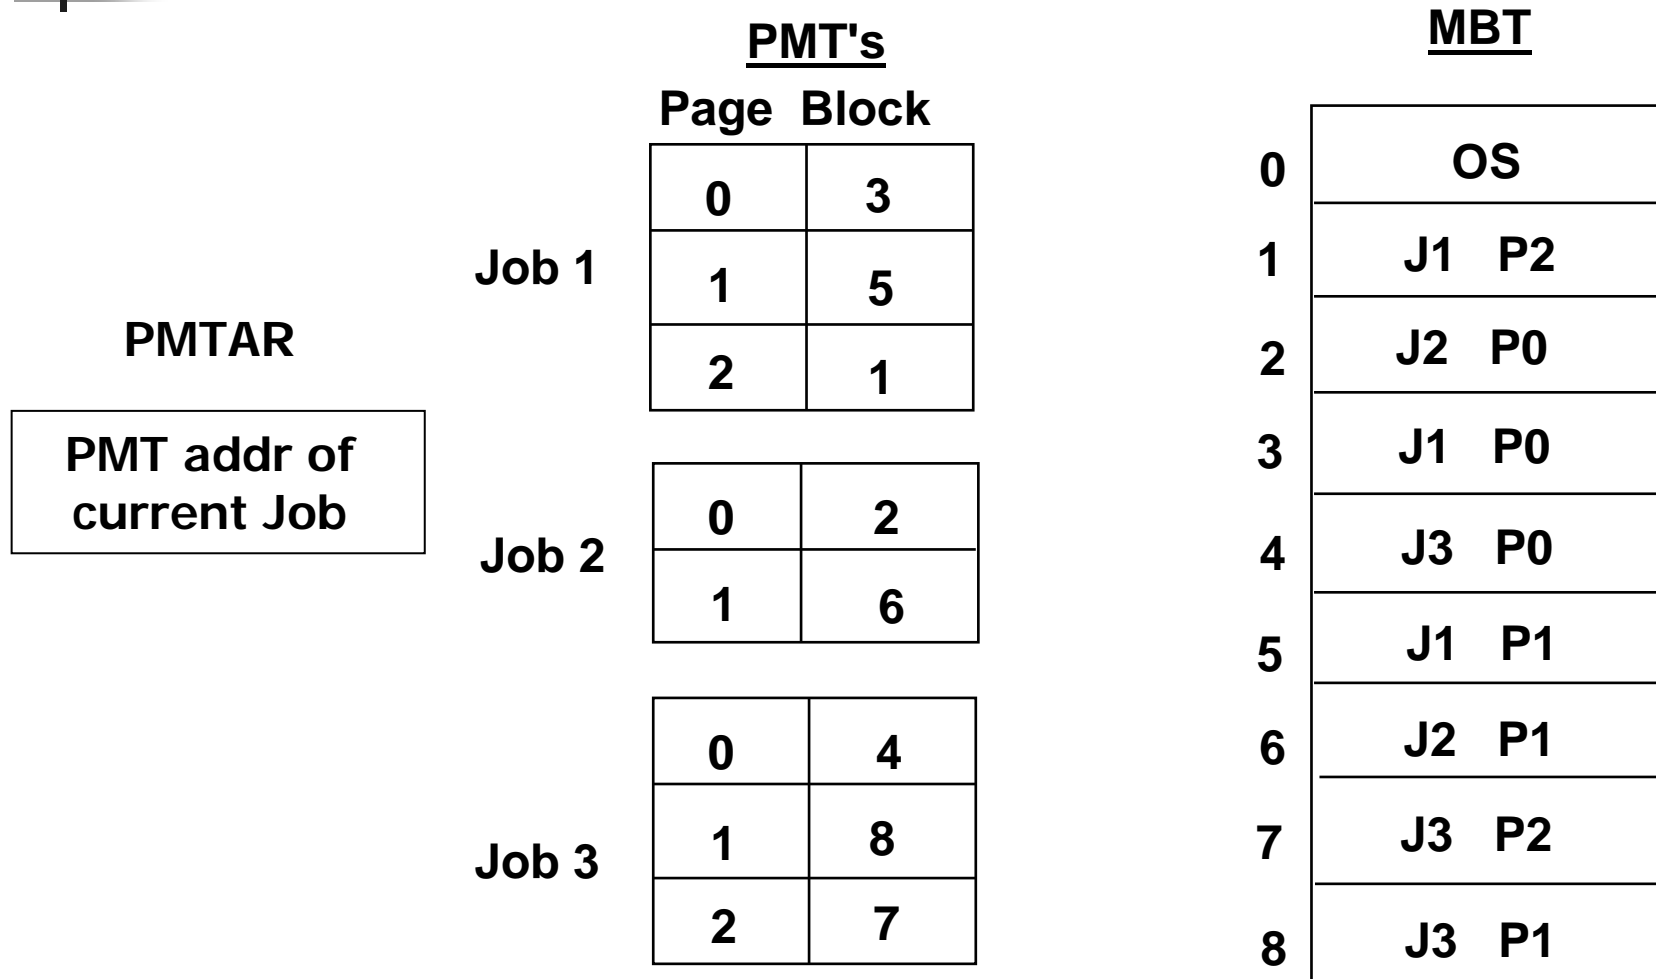 PMT's
Page Block
Job 1
0 3
1 5
2 1
PMTAR
PMT addr of
current Job
Job 2
0 2
1 6
Job 3
0 4
1 8
2 7
MBT
0 OS
1 J1 P2
2 J2 P0
3 J1 P0
4 J3 P0
5 J1 P1
6 J2 P1
7 J3 P2
8 J3 P1